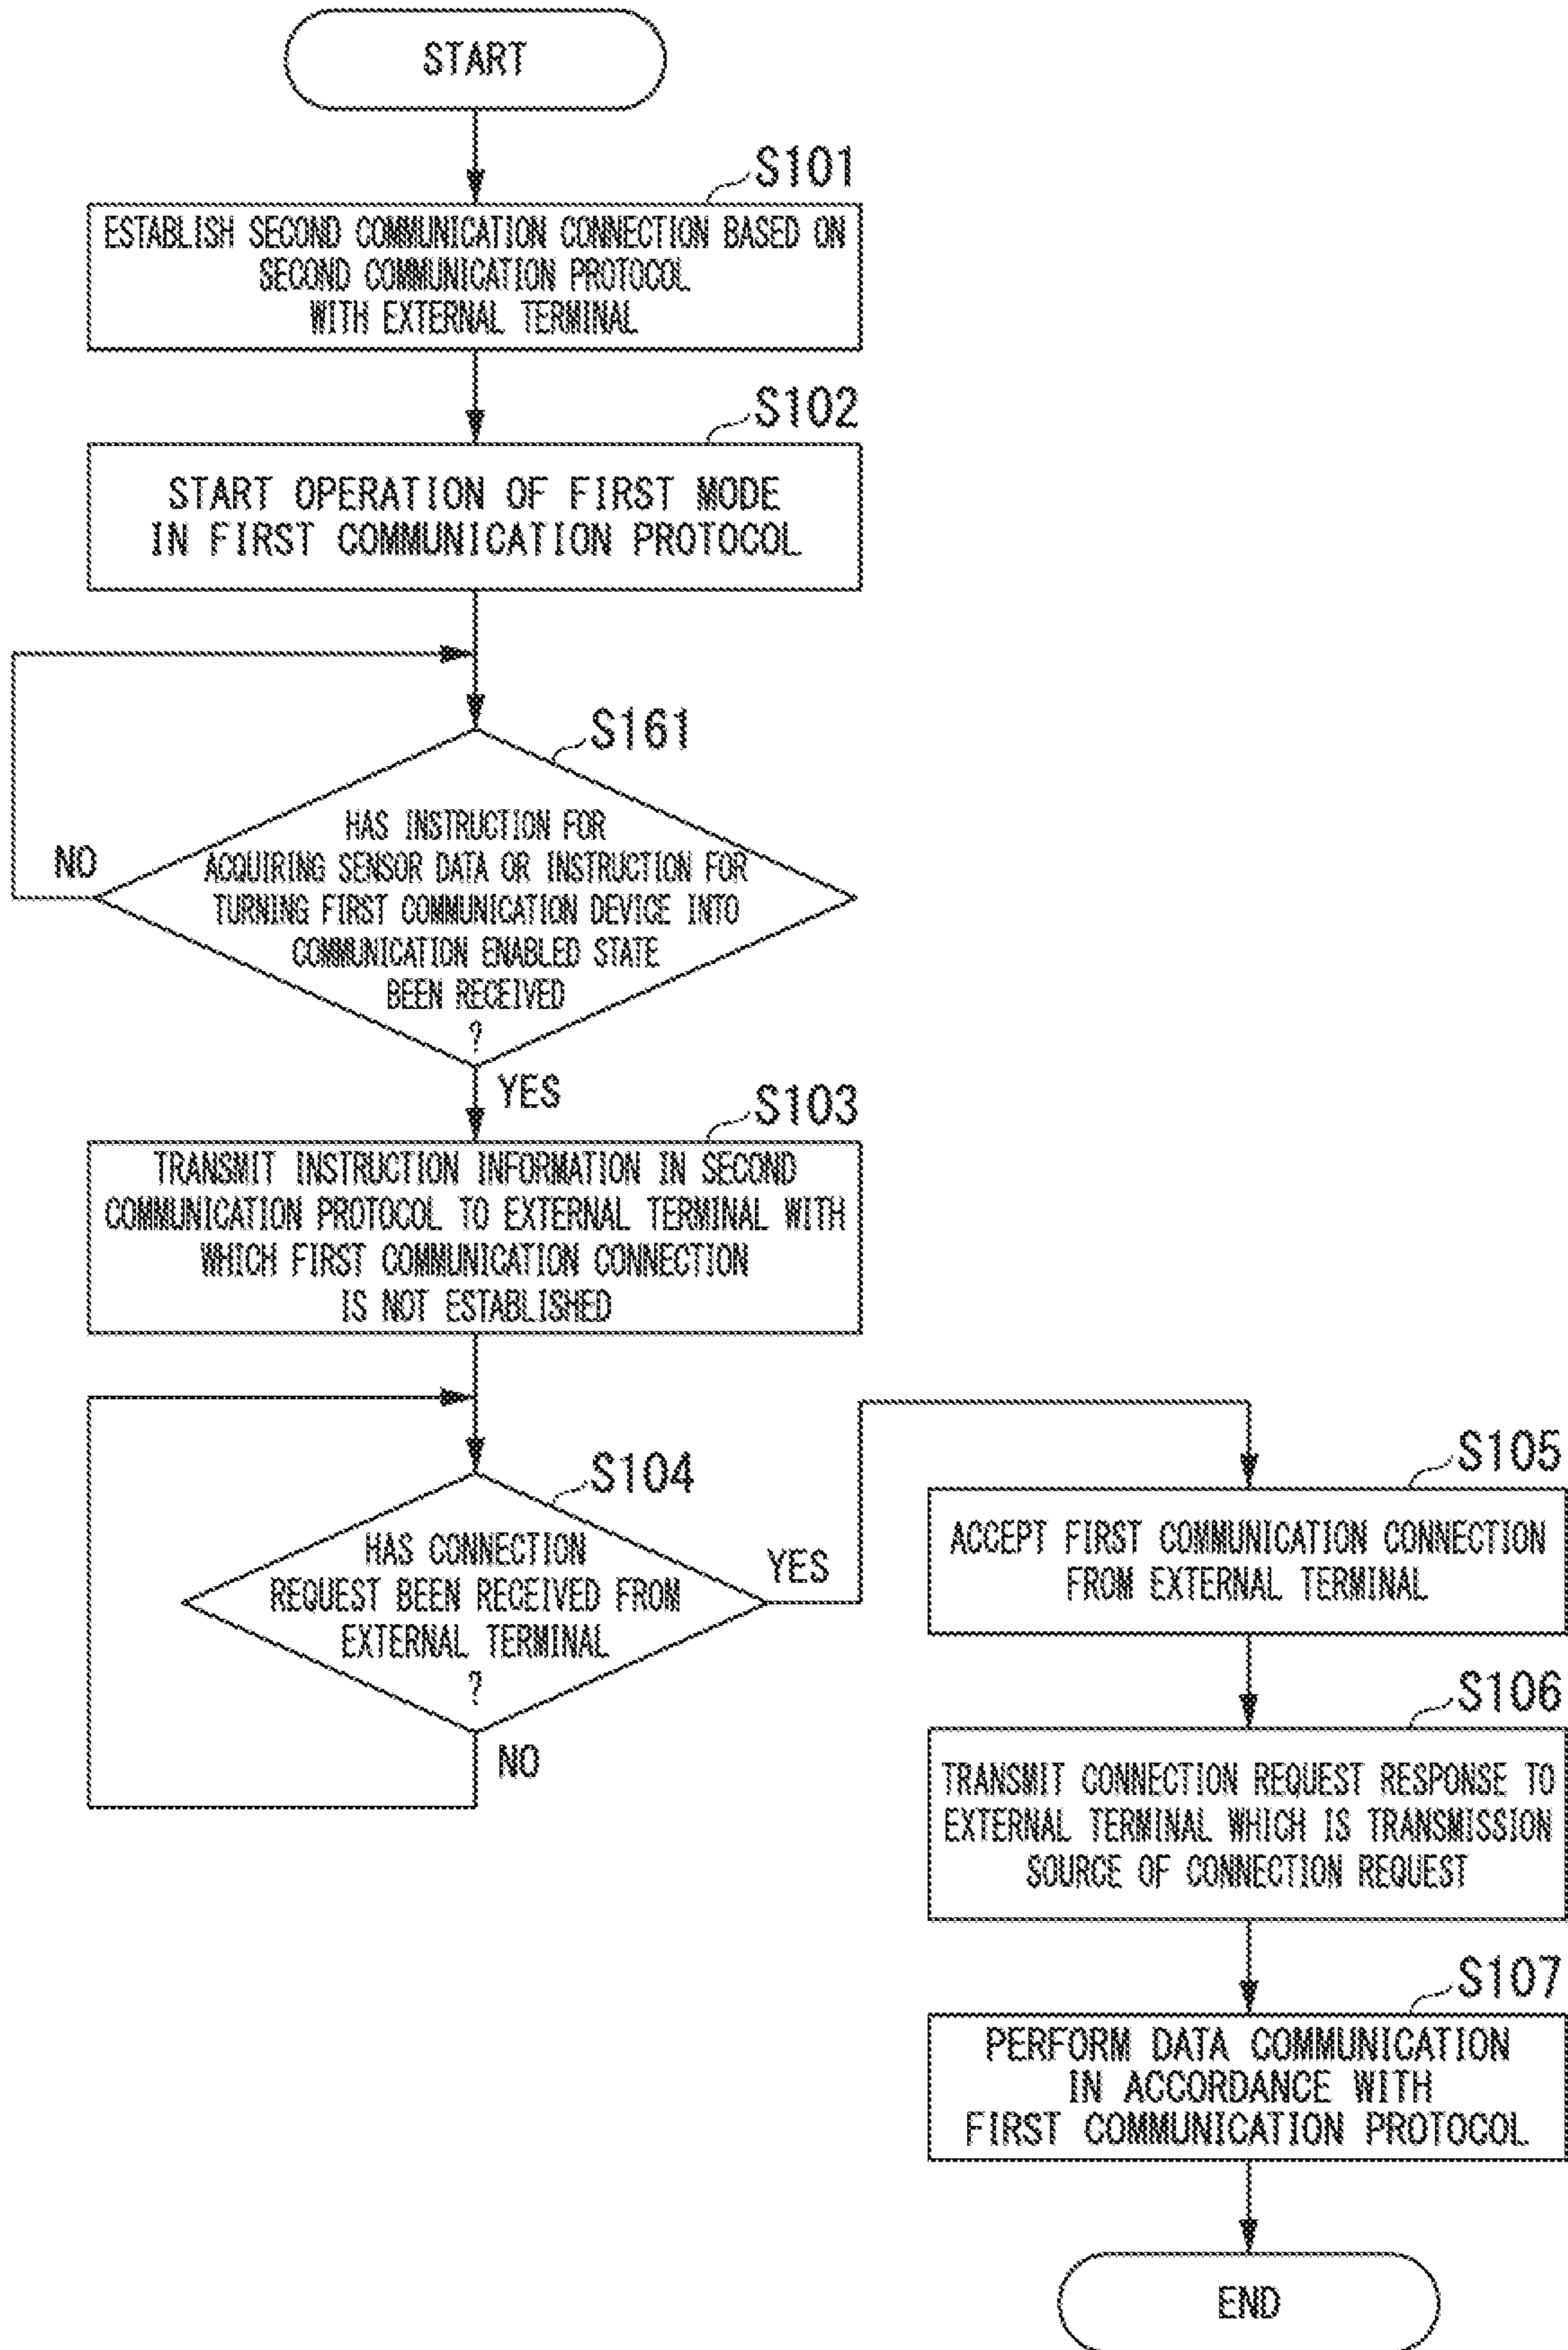 START
S101
ESTABLISH SECOND COMMUNICATION CONNECTION BASED ON
SECOND COMMUNICATION PROTOCOL
WITH EXTERNAL TERMINAL
S102
START OPERATION OF FIRST MODE
IN FIRST COMMUNICATION PROTOCOL
S161
HAS INSTRUCTION FOR
ACQUIRING SENSOR DATA OR INSTRUCTION FOR
TURNING FIRST COMMUNICATION DEVICE INTO
COMMUNICATION ENABLED STATE
BEEN RECEIVED
?
NO
YES
S103
TRANSMIT INSTRUCTION INFORMATION IN SECOND
COMMUNICATION PROTOCOL TO EXTERNAL TERMINAL WITH
WHICH FIRST COMMUNICATION CONNECTION
IS NOT ESTABLISHED
S104
HAS CONNECTION
REQUEST BEEN RECEIVED FROM
EXTERNAL TERMINAL
?
YES
NO
S105
ACCEPT FIRST COMMUNICATION CONNECTION
FROM EXTERNAL TERMINAL
S106
TRANSMIT CONNECTION REQUEST RESPONSE TO
EXTERNAL TERMINAL WHICH IS TRANSMISSION
SOURCE OF CONNECTION REQUEST
S107
PERFORM DATA COMMUNICATION
IN ACCORDANCE WITH
FIRST COMMUNICATION PROTOCOL
END